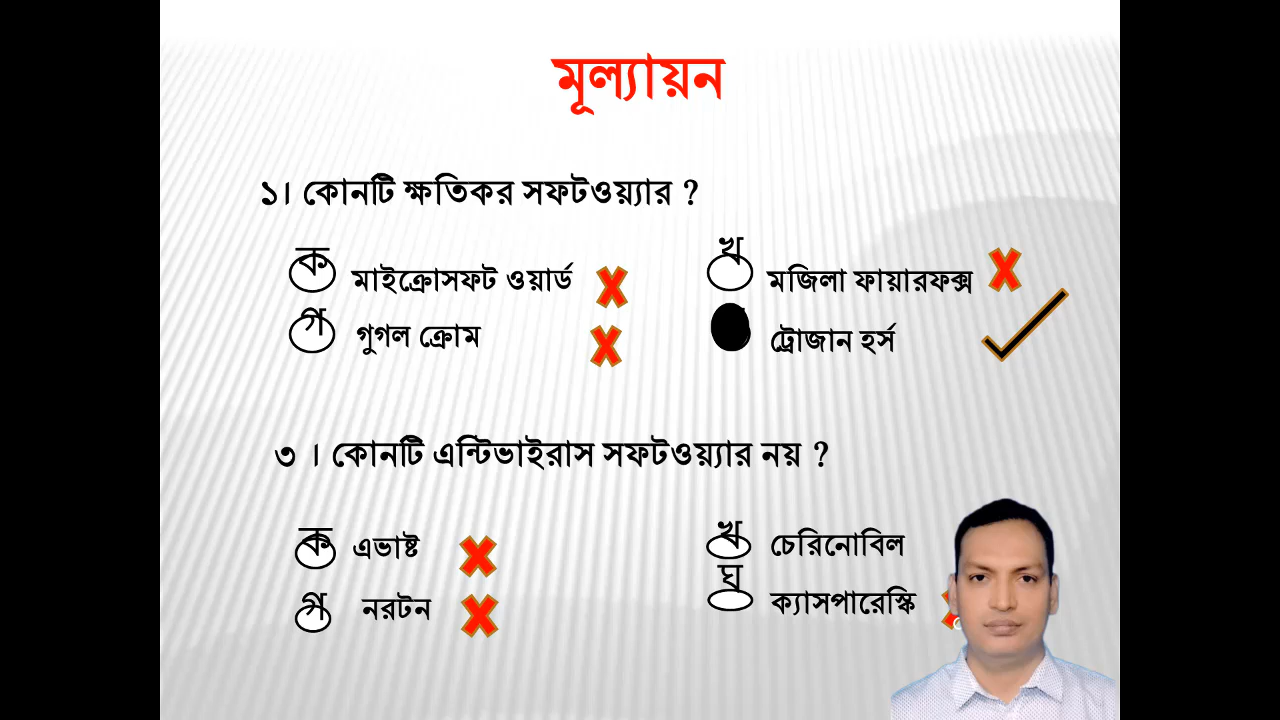 মূল্যায়ন
১। কোনটি ক্ষতিকর সফটওয়্যার ?
ক মাইক্রোসফট ওয়ার্ড খ মজিলা ফায়ারফক্স
গ গুগল ক্রোম ট্রোজান হর্স
৩ । কোনটি এন্টিভাইরাস সফটওয়্যার নয় ?
ক এভাষ্ট খ চেরিনোবিল
গ নরটন ঘ ক্যাসপারেস্কি